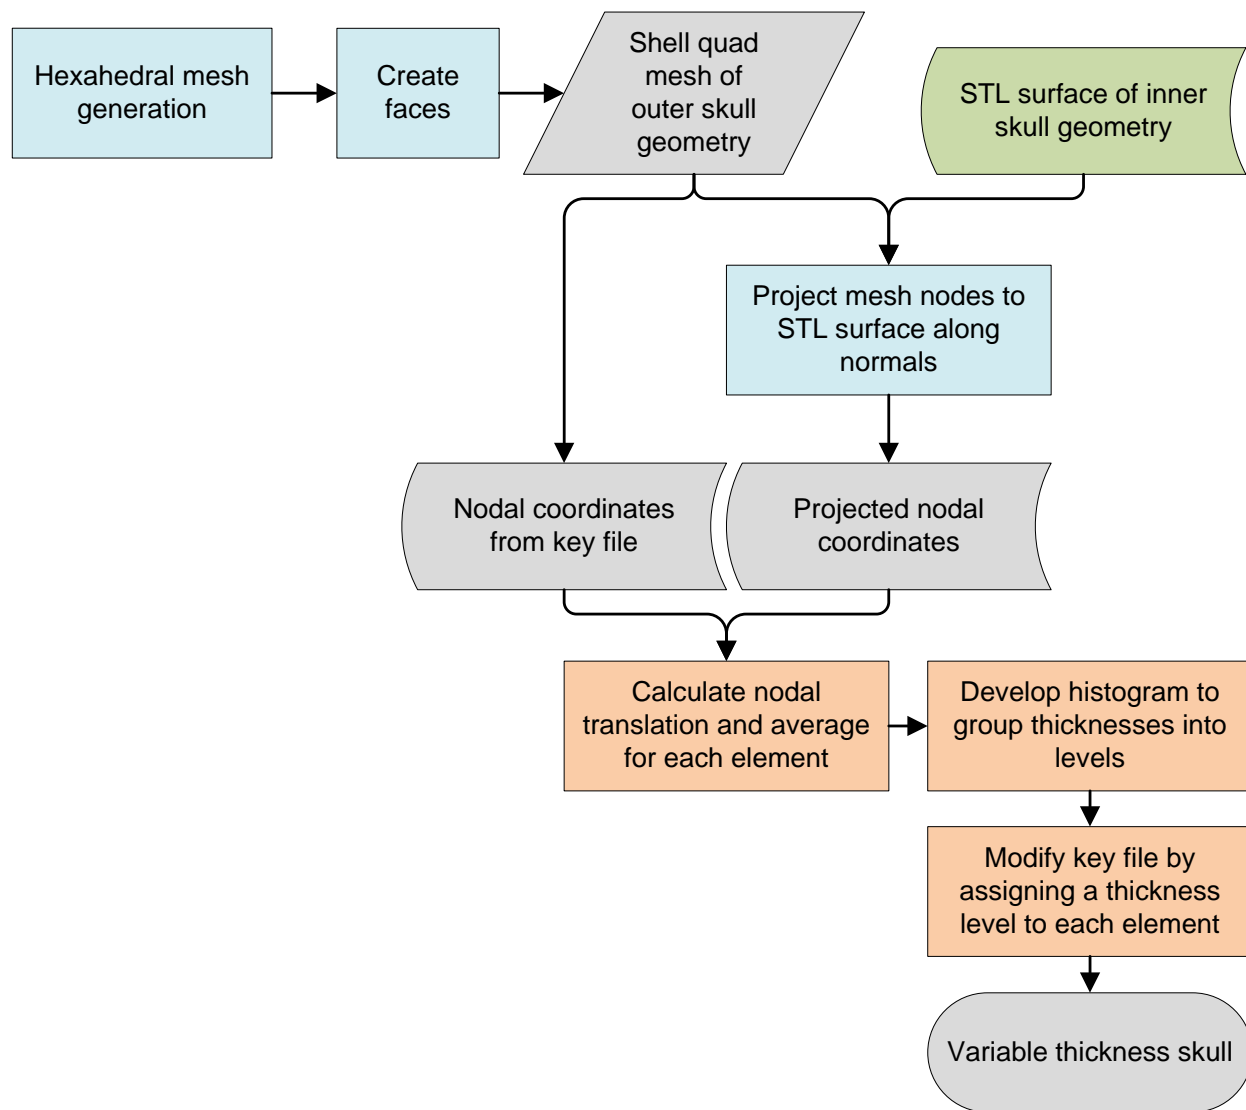 Hexahedral mesh
generation
Create
faces
Shell quad
mesh of
outer skull
geometry
STL surface of inner
skull geometry
Project mesh nodes to
STL surface along
normals
Nodal coordinates
from key file
Projected nodal
coordinates
Calculate nodal
translation and average
for each element
Develop histogram to
group thicknesses into
levels
Modify key file by
assigning a thickness
level to each element
Variable thickness skull